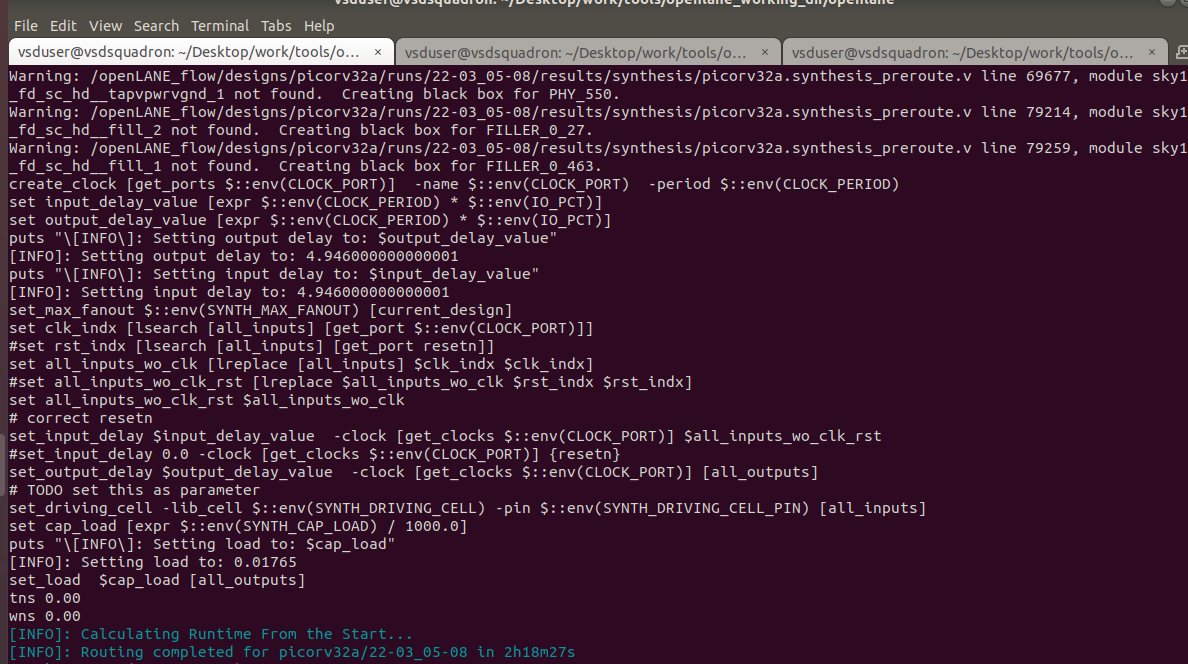 vsduser@vsdsquadron: ~/Desktop/work/tools/openlane_working_dir/openlane
File Edit View Search Terminal Tabs Help
vsduser@vsdsquadron: ~/Desktop/work/tools/o... × vsduser@vsdsquadron: ~/Desktop/work/tools/o... × vsduser@vsdsquadron: ~/Desktop/work/tools/o... ×
Warning: /openLANE_flow/designs/picorv32a/runs/22-03_05-08/results/synthesis/picorv32a.synthesis_preroute.v line 69677, module sky1
_fd_sc_hd__tapvpwrvgnd_1 not found.  Creating black box for PHY_550.
Warning: /openLANE_flow/designs/picorv32a/runs/22-03_05-08/results/synthesis/picorv32a.synthesis_preroute.v line 79214, module sky1
_fd_sc_hd__fill_2 not found.  Creating black box for FILLER_0_27.
Warning: /openLANE_flow/designs/picorv32a/runs/22-03_05-08/results/synthesis/picorv32a.synthesis_preroute.v line 79259, module sky1
_fd_sc_hd__fill_1 not found.  Creating black box for FILLER_0_463.
create_clock [get_ports $::env(CLOCK_PORT)]  -name $::env(CLOCK_PORT)  -period $::env(CLOCK_PERIOD)
set input_delay_value [expr $::env(CLOCK_PERIOD) * $::env(IO_PCT)]
set output_delay_value [expr $::env(CLOCK_PERIOD) * $::env(IO_PCT)]
puts "\[INFO\]: Setting output delay to: $output_delay_value"
[INFO]: Setting output delay to: 4.946000000000001
puts "\[INFO\]: Setting input delay to: $input_delay_value"
[INFO]: Setting input delay to: 4.946000000000001
set_max_fanout $::env(SYNTH_MAX_FANOUT) [current_design]
set clk_indx [lsearch [all_inputs] [get_port $::env(CLOCK_PORT)]]
#set rst_indx [lsearch [all_inputs] [get_port resetn]]
set all_inputs_wo_clk [lreplace [all_inputs] $clk_indx $clk_indx]
#set all_inputs_wo_clk_rst [lreplace $all_inputs_wo_clk $rst_indx $rst_indx]
set all_inputs_wo_clk_rst $all_inputs_wo_clk
# correct resetn
set_input_delay $input_delay_value  -clock [get_clocks $::env(CLOCK_PORT)] $all_inputs_wo_clk_rst
#set_input_delay 0.0 -clock [get_clocks $::env(CLOCK_PORT)] {resetn}
set_output_delay $output_delay_value  -clock [get_clocks $::env(CLOCK_PORT)] [all_outputs]
# TODO set this as parameter
set_driving_cell -lib_cell $::env(SYNTH_DRIVING_CELL) -pin $::env(SYNTH_DRIVING_CELL_PIN) [all_inputs]
set cap_load [expr $::env(SYNTH_CAP_LOAD) / 1000.0]
puts "\[INFO\]: Setting load to: $cap_load"
[INFO]: Setting load to: 0.01765
set_load  $cap_load [all_outputs]
tns 0.00
wns 0.00
[INFO]: Calculating Runtime From the Start...
[INFO]: Routing completed for picorv32a/22-03_05-08 in 2h18m27s